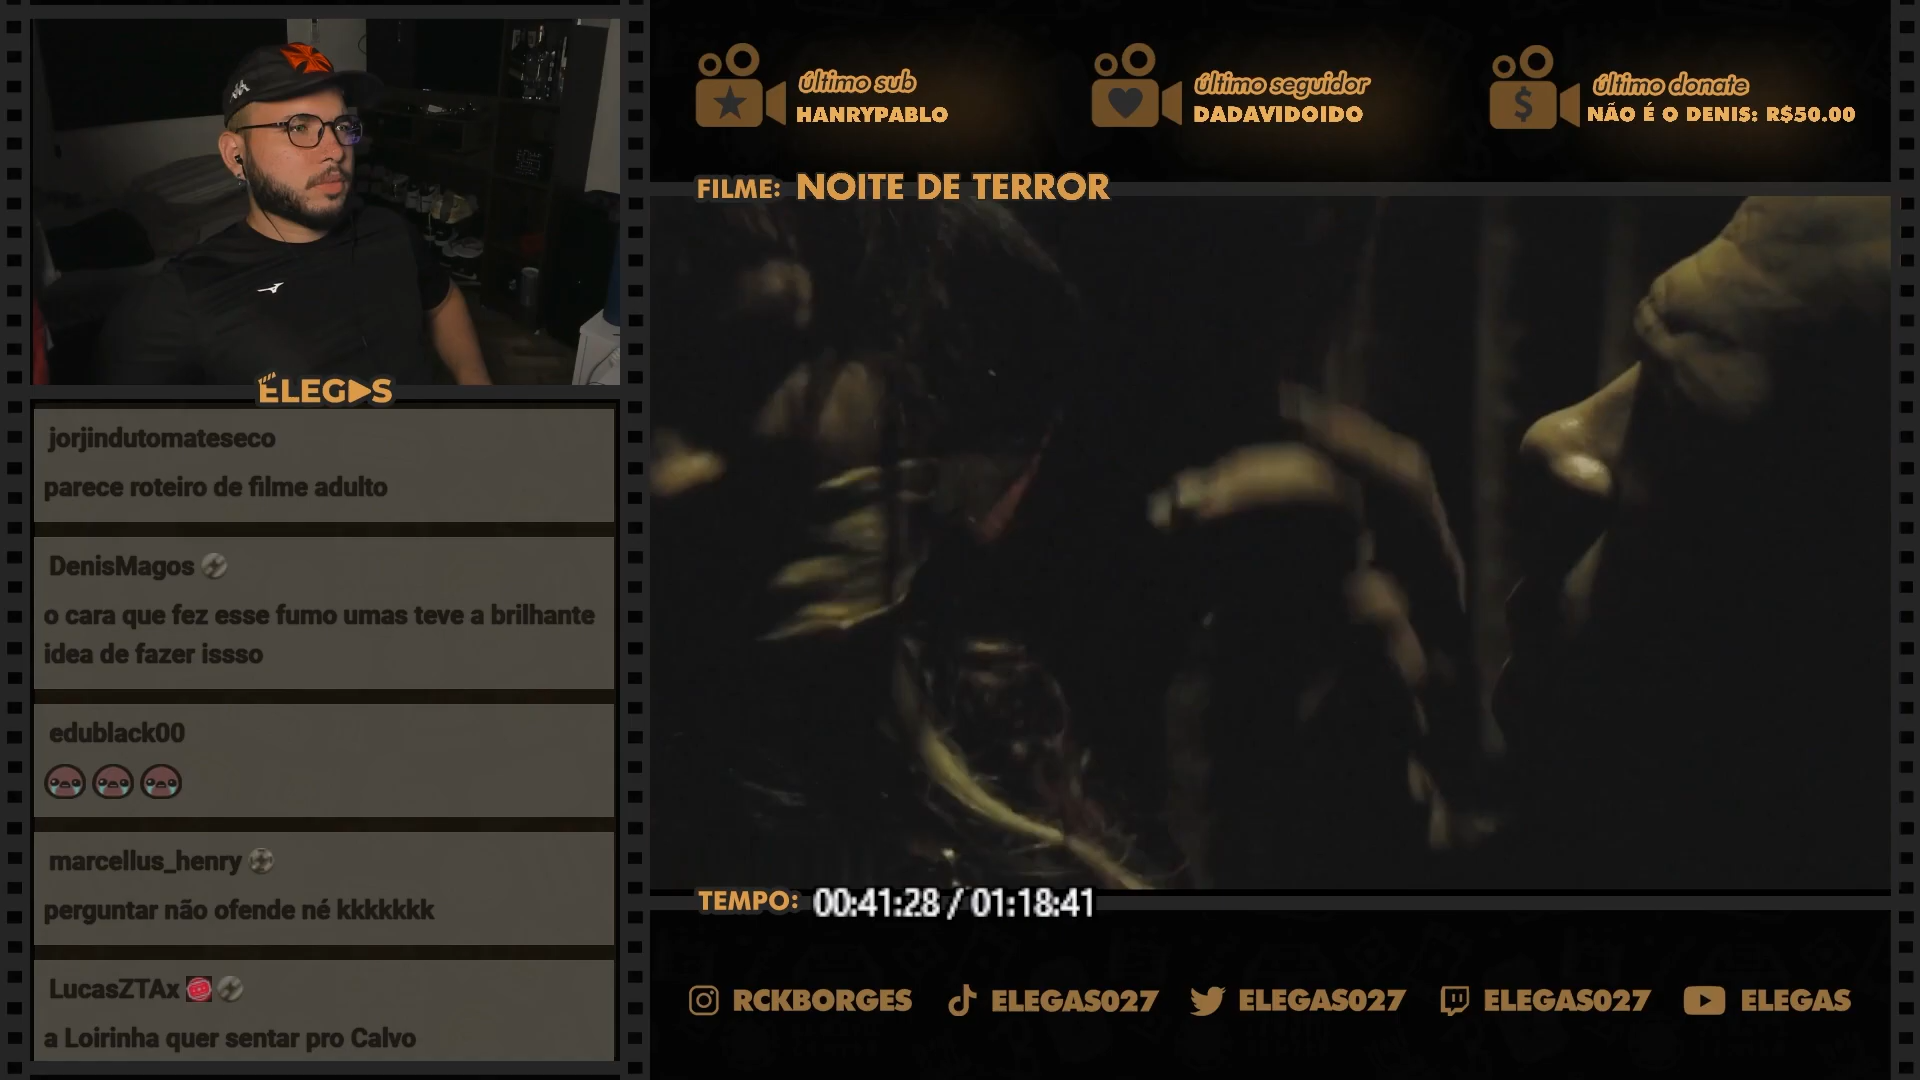 último sub
HANRYPABLO
último seguidor
DADAVIDOIDO
último donate
NÃO É O DENIS: R$50.00
FILME: NOITE DE TERROR
ELEGAS
jorjindutomateseco
parece roteiro de filme adulto
DenisMagos
o cara que fez esse fumo umas teve a brilhante
idea de fazer issso
edublack00
marcellus_henry
perguntar não ofende né kkkkkkk
LucasZTAx
a Loirinha quer sentar pro Calvo
TEMPO: 00:41:28 / 01:18:41
RCKBORGES
ELEGAS027
ELEGAS027
ELEGAS027
ELEGAS